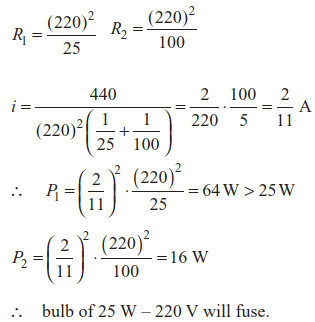 R₁ = (220)²/25 R₂ = (220)²/100
i = 440/((220)²(1/25 + 1/100)) = 2/220 · 100/5 = 2/11 A
∴ P₁ = (2/11)² · (220)²/25 = 64 W > 25 W
P₂ = (2/11)² · (220)²/100 = 16 W
∴ bulb of 25 W – 220 V will fuse.